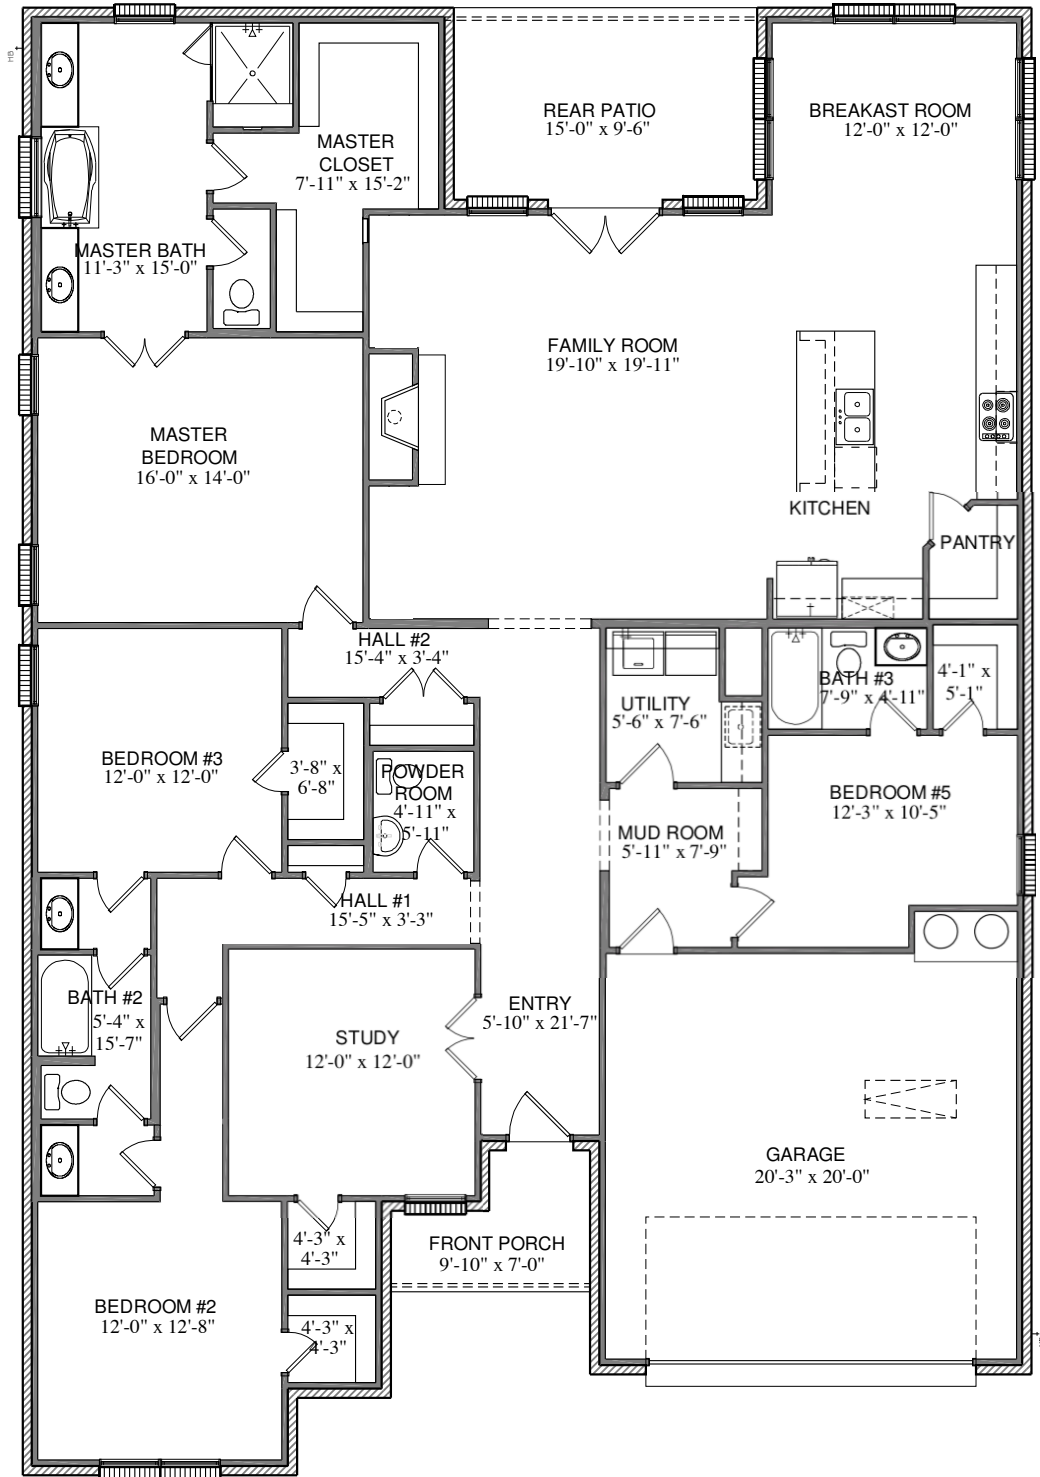 HB
REAR PATIO
15'-0" x 9'-6"
BREAKAST ROOM
12'-0" x 12'-0"
MASTER
CLOSET
7'-11" x 15'-2"
MASTER BATH
11'-3" x 15'-0"
FAMILY ROOM
19'-10" x 19'-11"
MASTER
BEDROOM
16'-0" x 14'-0"
KITCHEN
PANTRY
HALL #2
15'-4" x 3'-4"
UTILITY
5'-6" x 7'-6"
BATH #3
7'-9" x 4'-11"
4'-1" x
5'-1"
BEDROOM #3
12'-0" x 12'-0"
3'-8" x
6'-8"
POWDER
ROOM
4'-11" x
5'-11"
MUD ROOM
5'-11" x 7'-9"
BEDROOM #5
12'-3" x 10'-5"
HALL #1
15'-5" x 3'-3"
BATH #2
5'-4" x
15'-7"
STUDY
12'-0" x 12'-0"
ENTRY
5'-10" x 21'-7"
GARAGE
20'-3" x 20'-0"
4'-3" x
4'-3"
FRONT PORCH
9'-10" x 7'-0"
BEDROOM #2
12'-0" x 12'-8"
4'-3" x
4'-3"